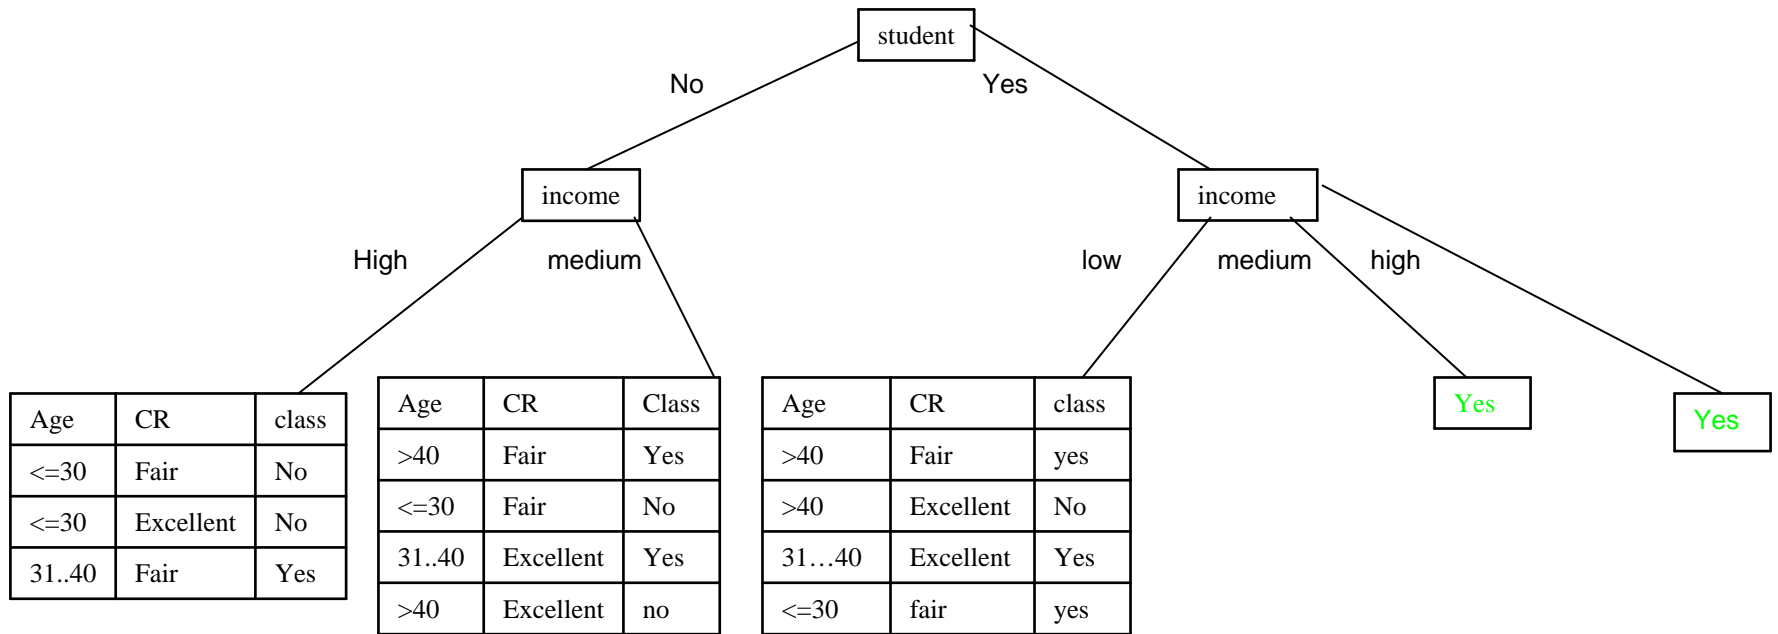 student
No
Yes
income
income
High
medium
low
medium
high
Age CR class
<=30 Fair No
<=30 Excellent No
31..40 Fair Yes
Age CR Class
>40 Fair Yes
<=30 Fair No
31..40 Excellent Yes
>40 Excellent no
Age CR class
>40 Fair yes
>40 Excellent No
31…40 Excellent Yes
<=30 fair yes
Yes
Yes